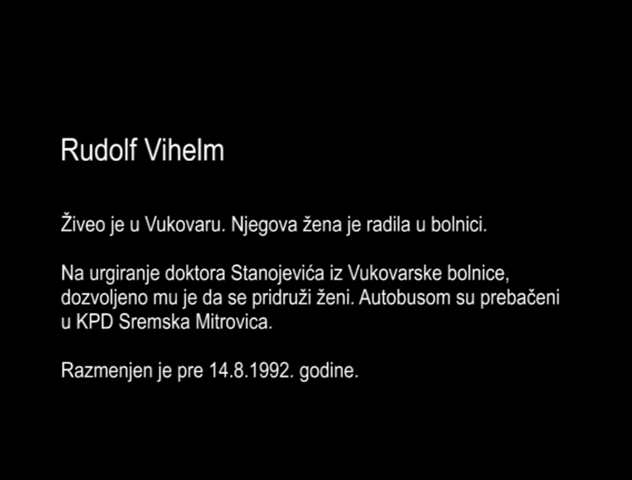 Rudolf Vihelm
Živeo je u Vukovaru. Njegova žena je radila u bolnici.
Na urgiranje doktora Stanojevića iz Vukovarske bolnice,
dozvoljeno mu je da se pridruži ženi. Autobusom su prebačeni
u KPD Sremska Mitrovica.
Razmenjen je pre 14.8.1992. godine.